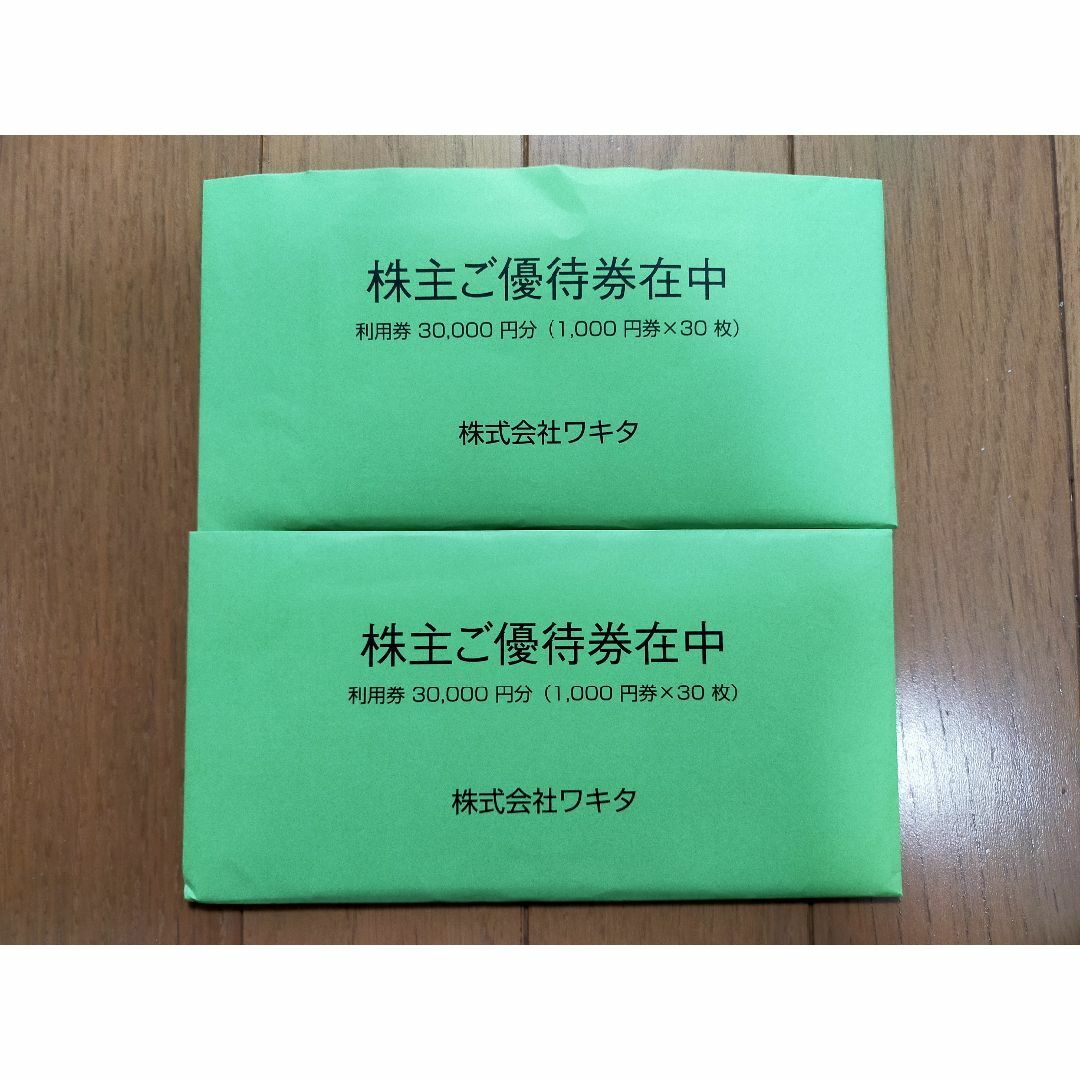 株主ご優待券在中
利用券 30,000 円分（1,000 円券×30 枚）
株式会社ワキタ
株主ご優待券在中
利用券 30,000 円分（1,000 円券×30 枚）
株式会社ワキタ